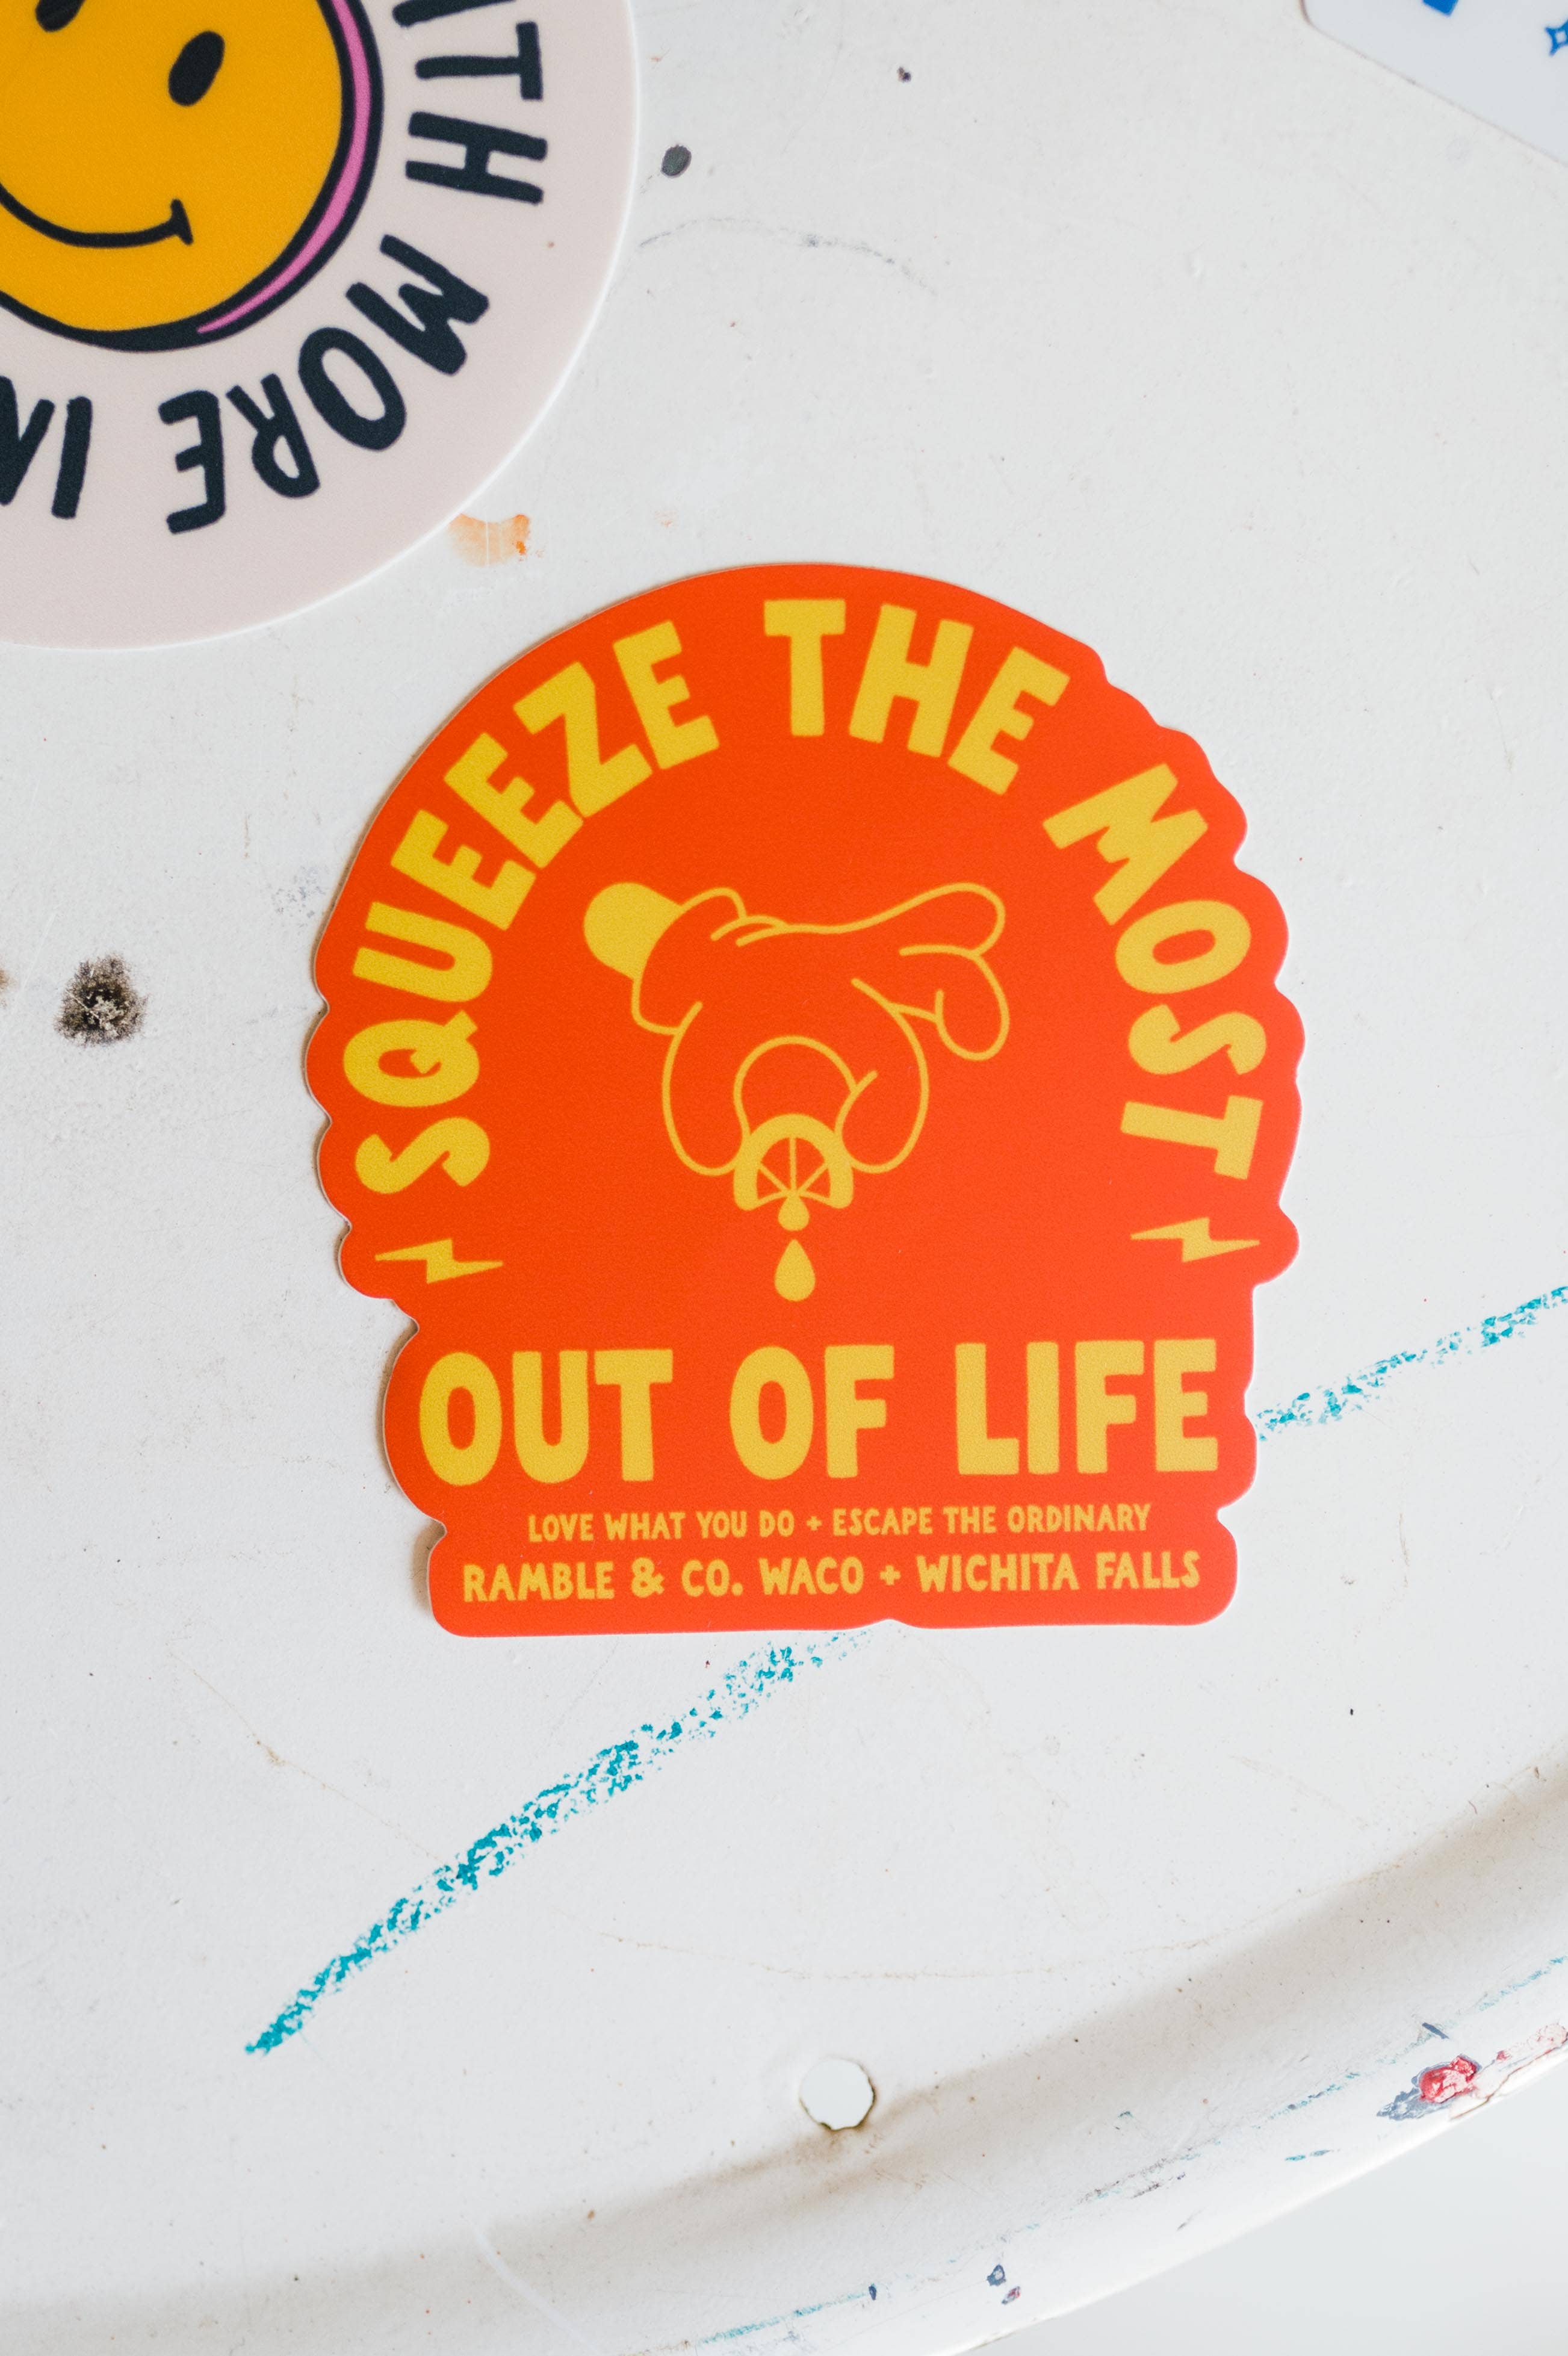 MORE
SQUEEZE THE MOST
OUT OF LIFE
LOVE WHAT YOU DO + ESCAPE THE ORDINARY
RAMBLE & CO. WACO + WICHITA FALLS